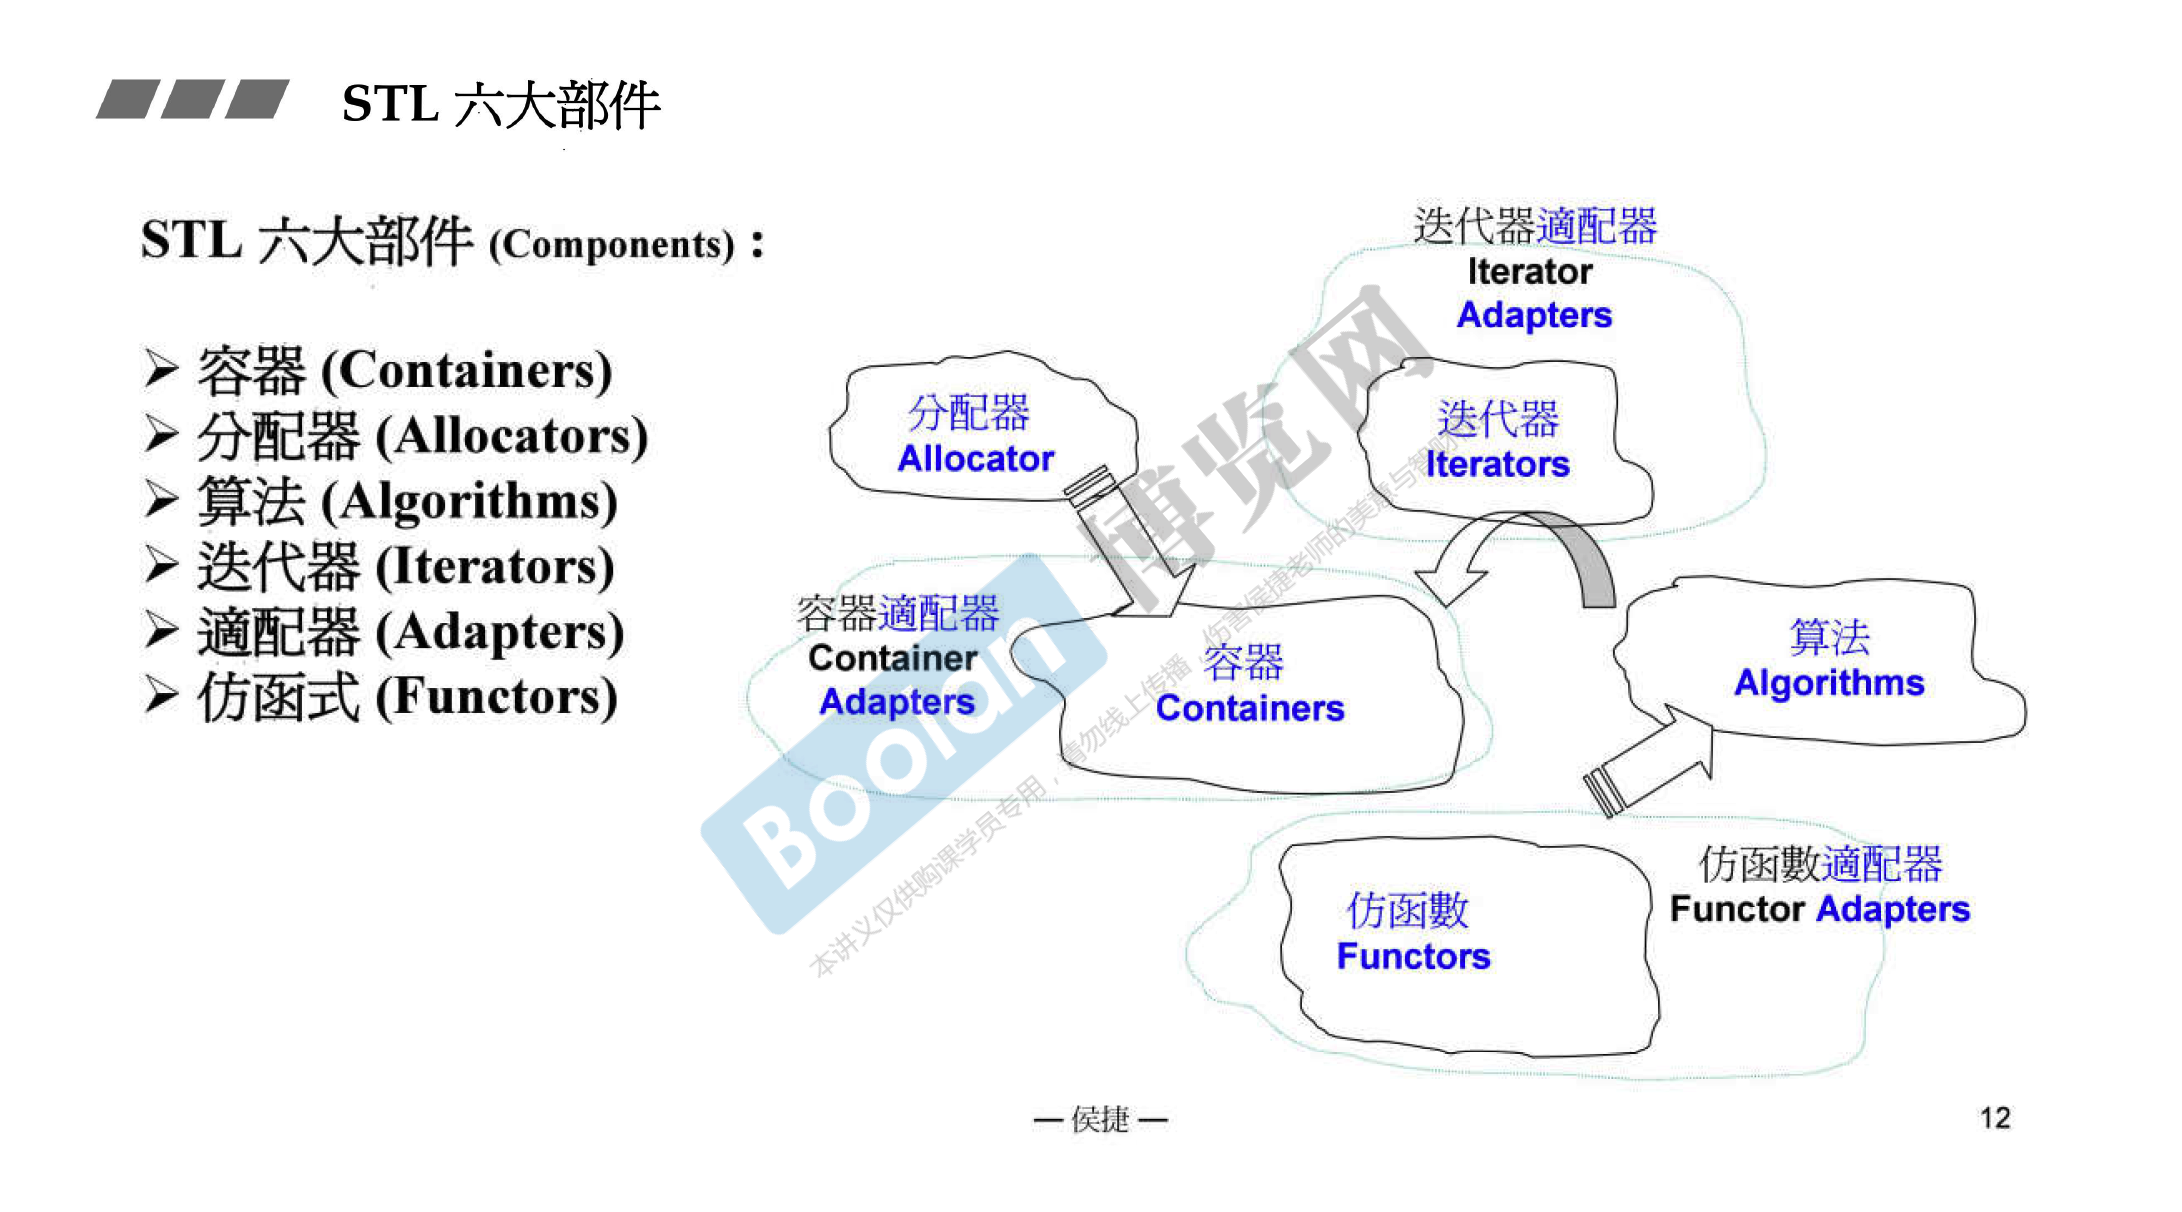 STL 六大部件
STL 六大部件 (Components)：
➢ 容器 (Containers)
➢ 分配器 (Allocators)
➢ 算法 (Algorithms)
➢ 迭代器 (Iterators)
➢ 適配器 (Adapters)
➢ 仿函式 (Functors)
迭代器適配器
Iterator
Adapters
分配器
Allocator
迭代器
Iterators
容器適配器
Container
Adapters
容器
Containers
算法
Algorithms
仿函數
Functors
仿函數適配器
Functor Adapters
Boolan
博览网
本讲义仅供购课学员专用，请勿线上传播，伤害侯捷老师的美意与智财
— 侯捷 —
12